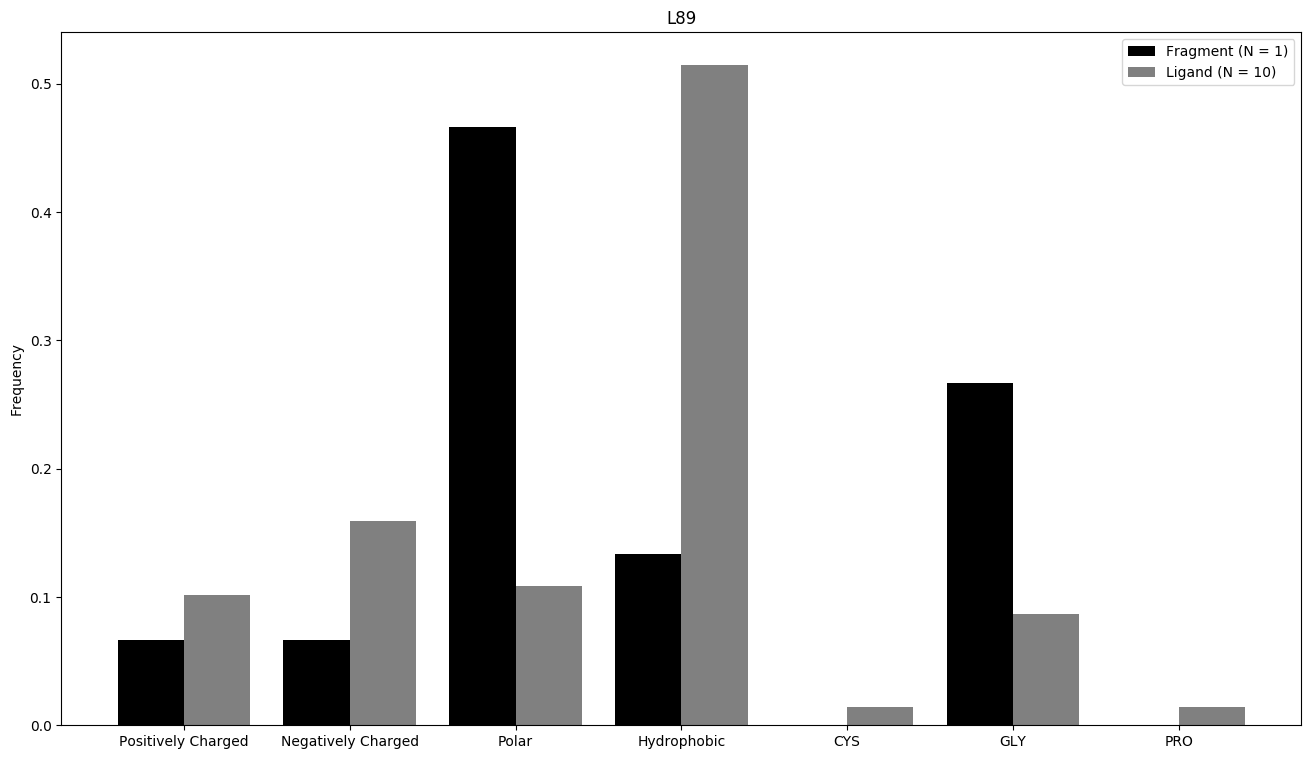 L89
Fragment (N = 1)
Ligand (N = 10)
Frequency
0.5
0.4
0.3
0.2
0.1
0.0
Positively Charged
Negatively Charged
Polar
Hydrophobic
CYS
GLY
PRO